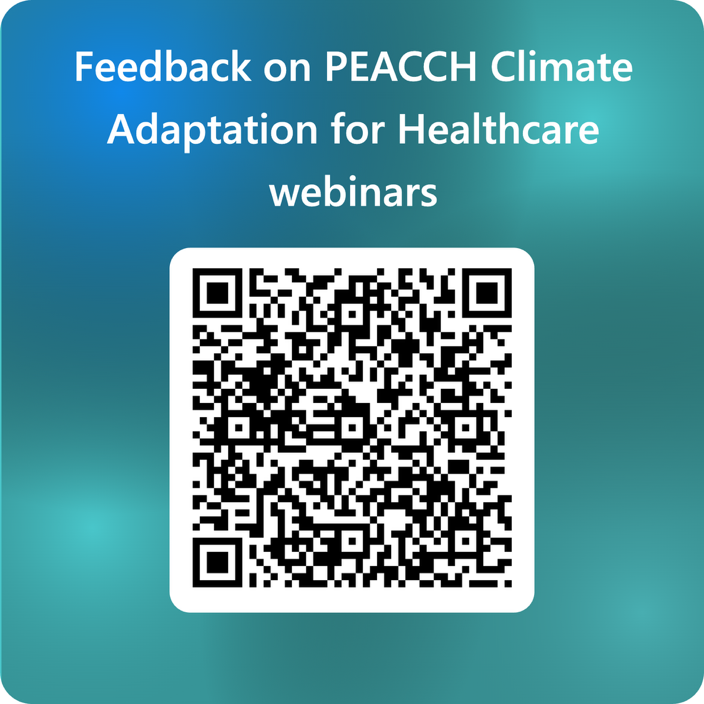 Feedback on PEACCH Climate
Adaptation for Healthcare
webinars